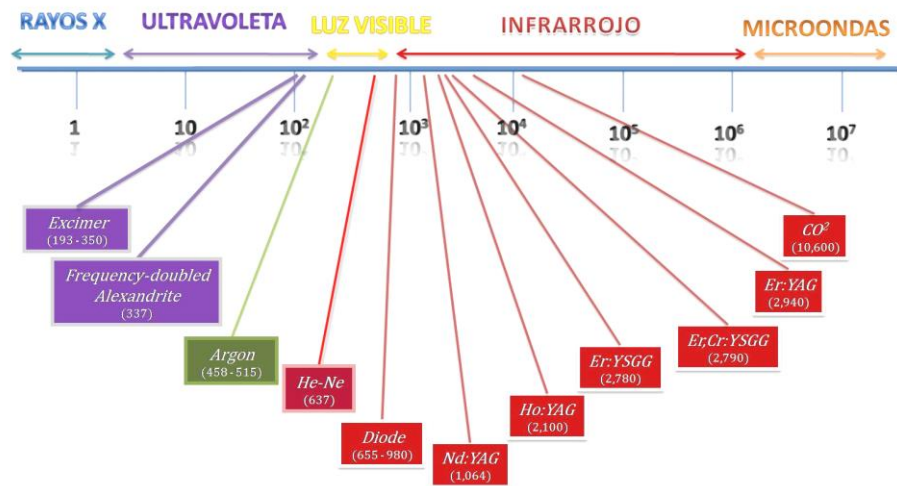 RAYOS X
ULTRAVOLETA
LUZ VISIBLE
INFRARROJO
MICROONDAS
1
10
10²
10³
10⁴
10⁵
10⁶
10⁷
Excimer
(193 - 350)
Frequency-doubled
Alexandrite
(337)
Argon
(458 - 515)
He-Ne
(637)
Diode
(655 - 980)
Nd:YAG
(1,064)
Ho:YAG
(2,100)
Er:YSGG
(2,780)
Er,Cr:YSGG
(2,790)
Er:YAG
(2,940)
CO²
(10,600)